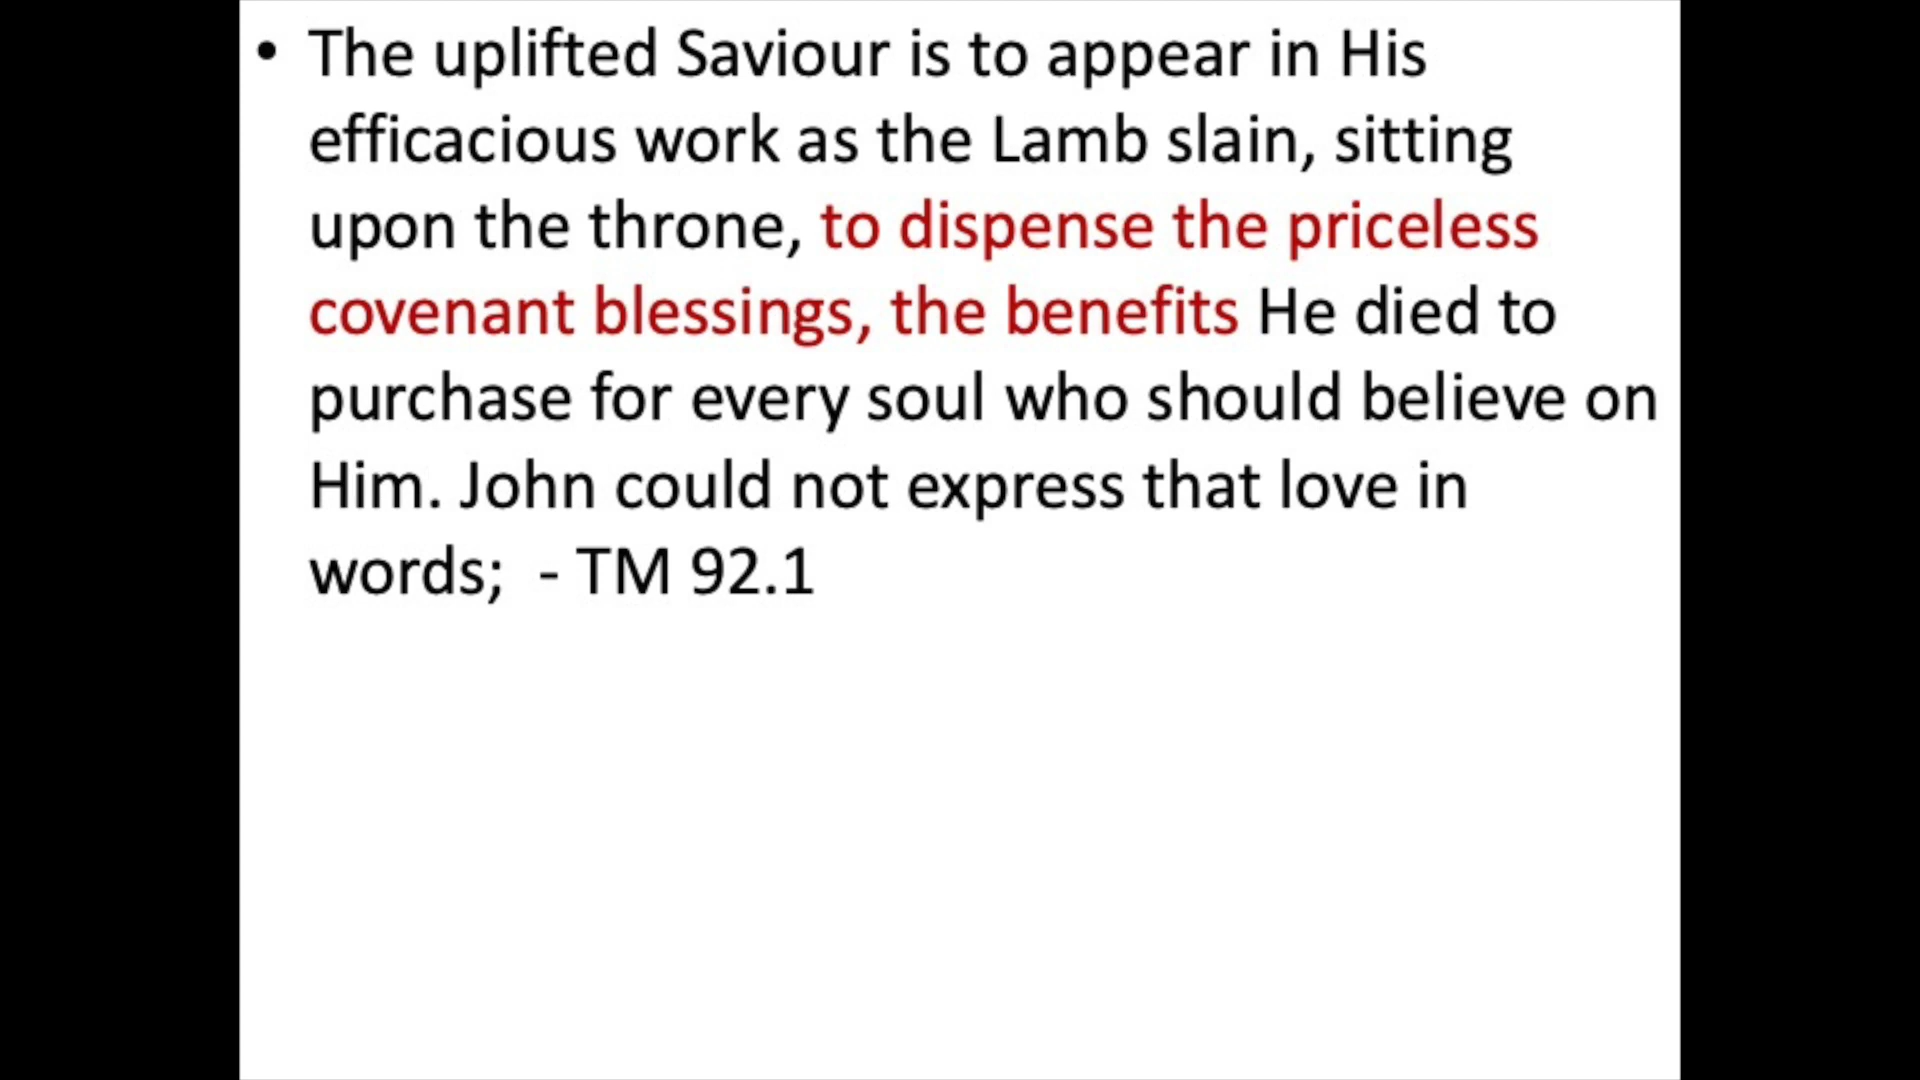 • The uplifted Saviour is to appear in His
efficacious work as the Lamb slain, sitting
upon the throne, to dispense the priceless
covenant blessings, the benefits He died to
purchase for every soul who should believe on
Him. John could not express that love in
words;  - TM 92.1